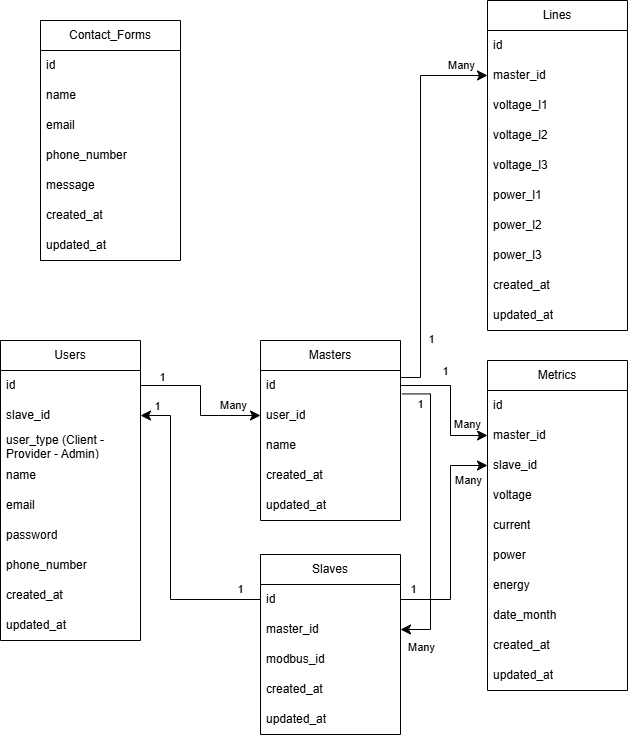 Contact_Forms
id
name
email
phone_number
message
created_at
updated_at
Lines
id
master_id
voltage_l1
voltage_l2
voltage_l3
power_l1
power_l2
power_l3
created_at
updated_at
Many
1
Users
id
slave_id
user_type (Client -
Provider - Admin)
name
email
password
phone_number
created_at
updated_at
1
Many
1
1
Masters
id
user_id
name
created_at
updated_at
1
1
Many
Many
Slaves
id
master_id
modbus_id
created_at
updated_at
1
Many
Metrics
id
master_id
slave_id
voltage
current
power
energy
date_month
created_at
updated_at